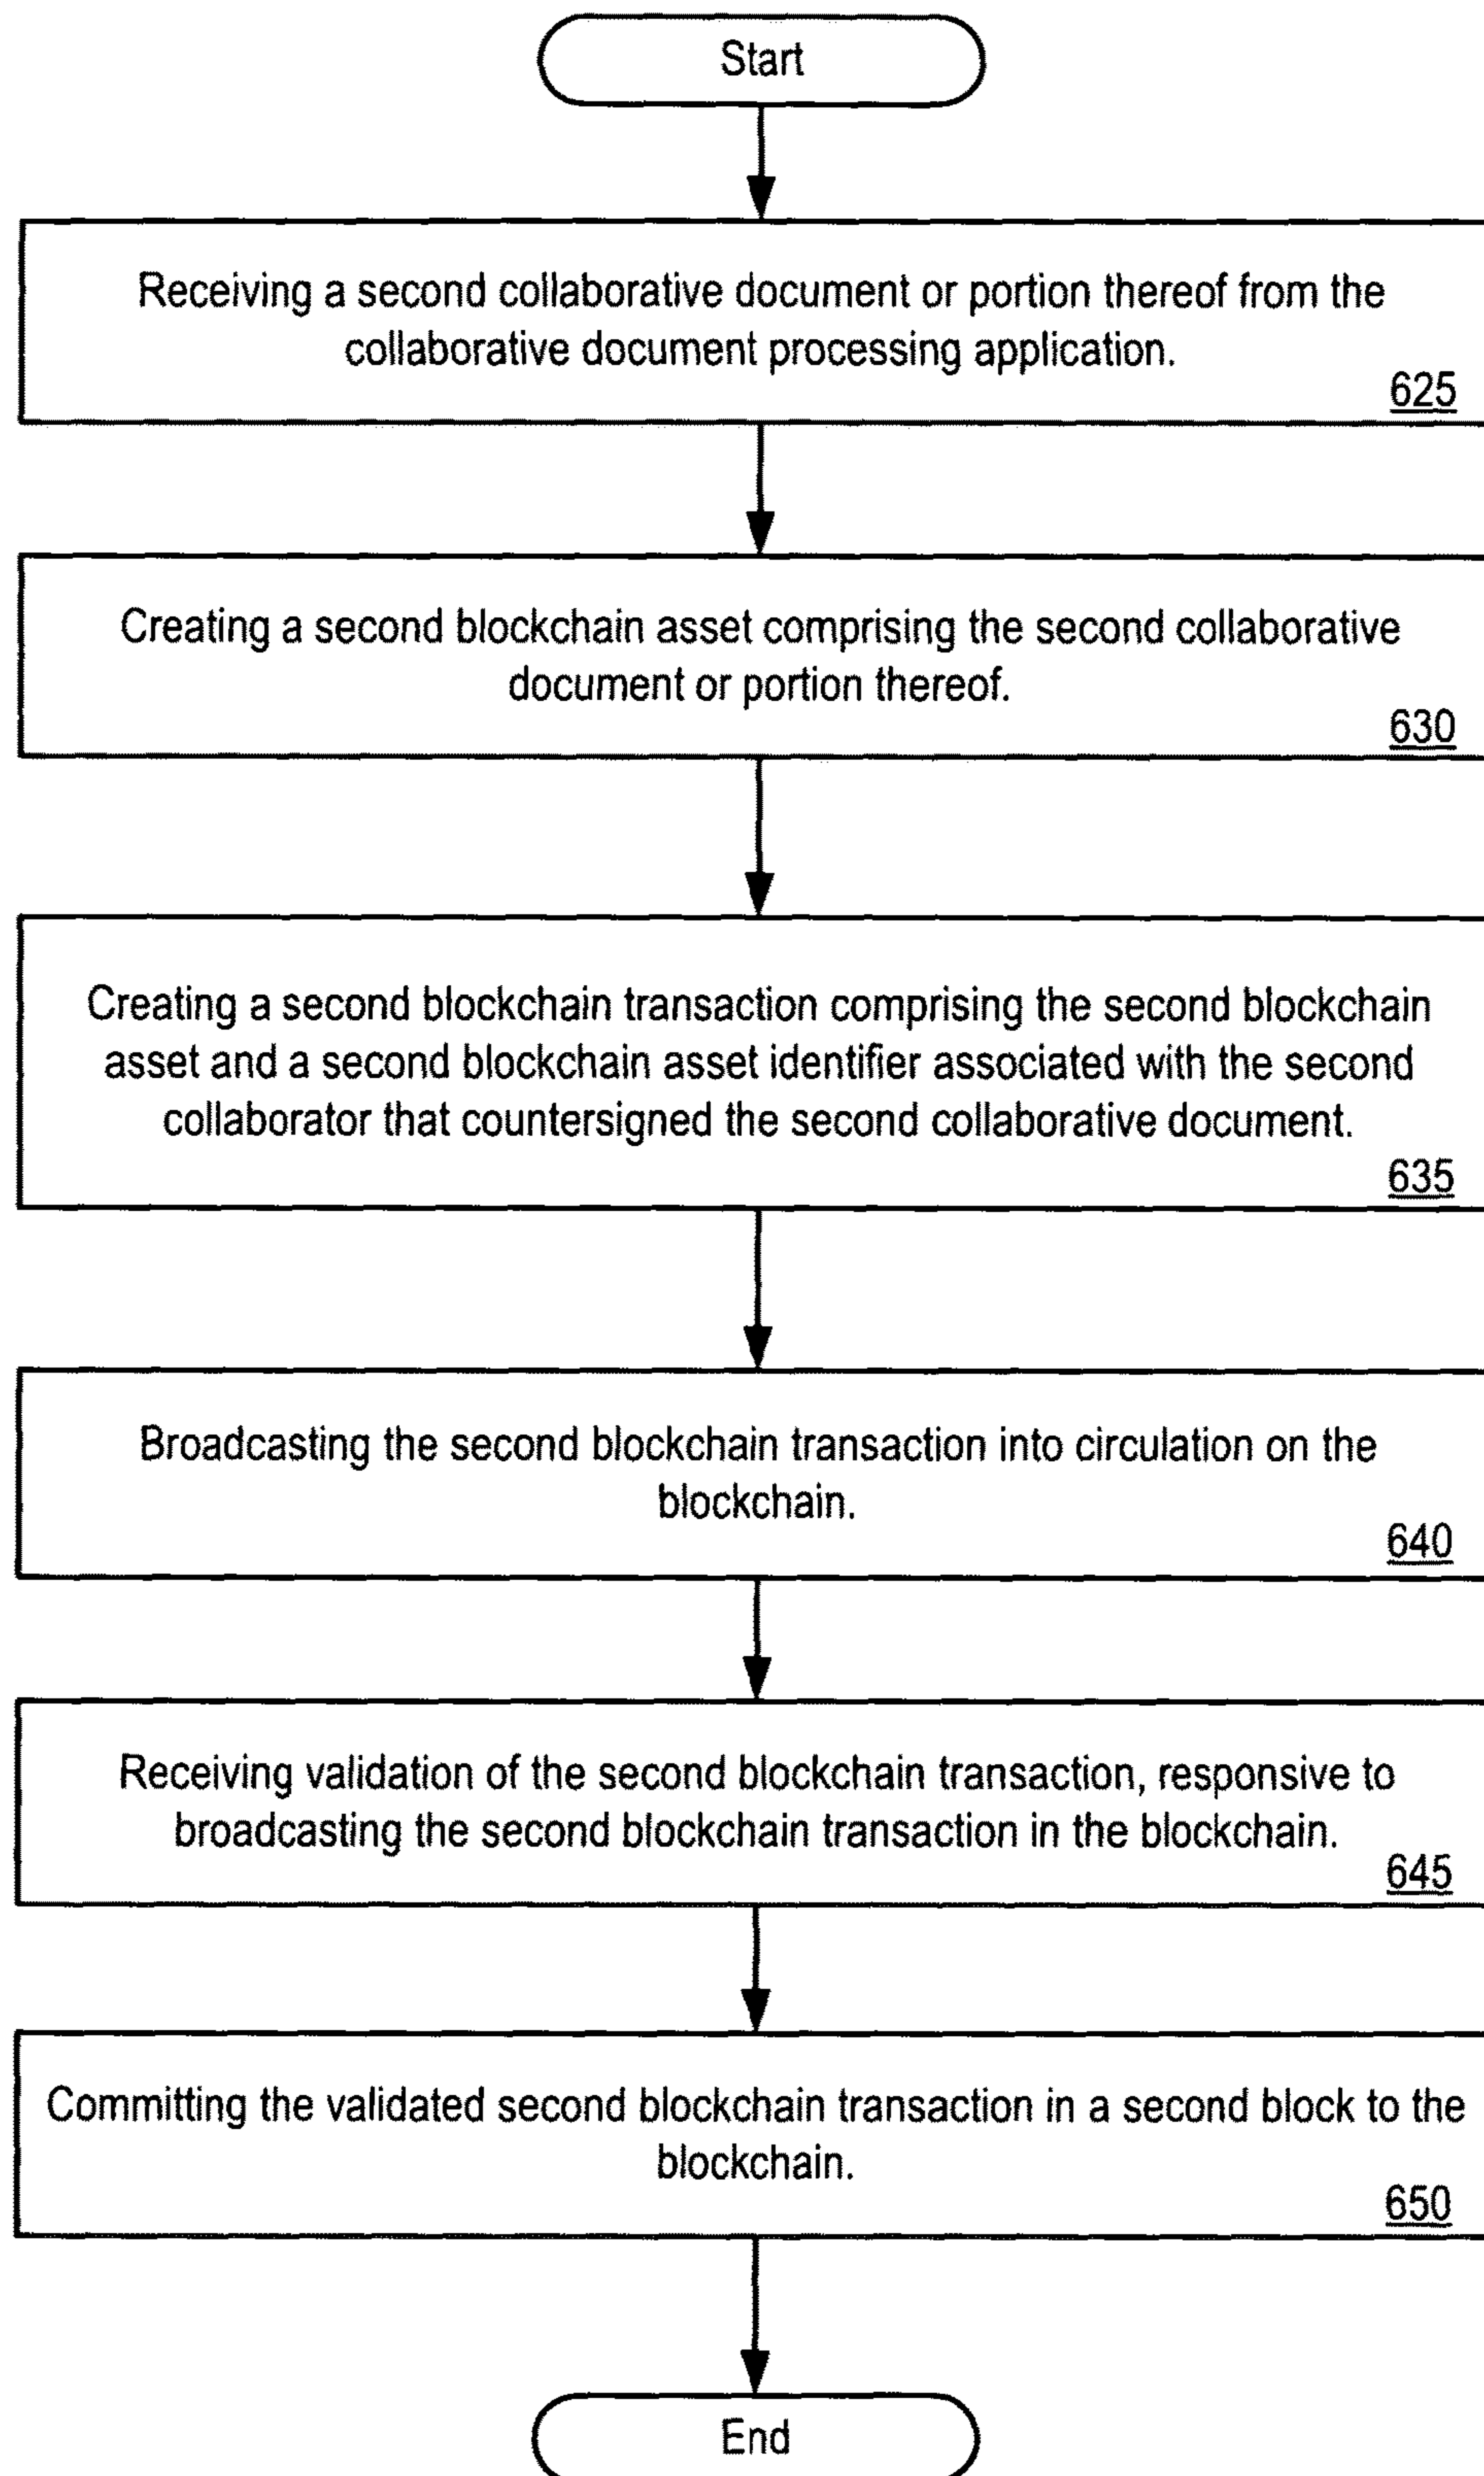 Start
Receiving a second collaborative document or portion thereof from the
collaborative document processing application.
625
Creating a second blockchain asset comprising the second collaborative
document or portion thereof.
630
Creating a second blockchain transaction comprising the second blockchain
asset and a second blockchain asset identifier associated with the second
collaborator that countersigned the second collaborative document.
635
Broadcasting the second blockchain transaction into circulation on the
blockchain.
640
Receiving validation of the second blockchain transaction, responsive to
broadcasting the second blockchain transaction in the blockchain.
645
Committing the validated second blockchain transaction in a second block to the
blockchain.
650
End